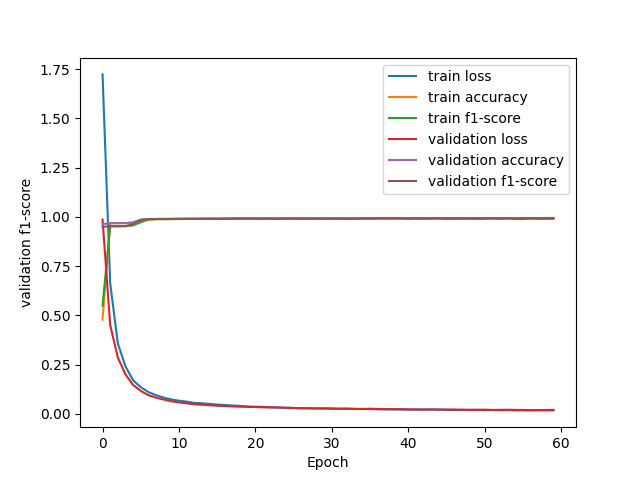 1.75
1.50
1.25
1.00
0.75
0.50
0.25
0.00
validation f1-score
train loss
train accuracy
train f1-score
validation loss
validation accuracy
validation f1-score
0 10 20 30 40 50 60
Epoch